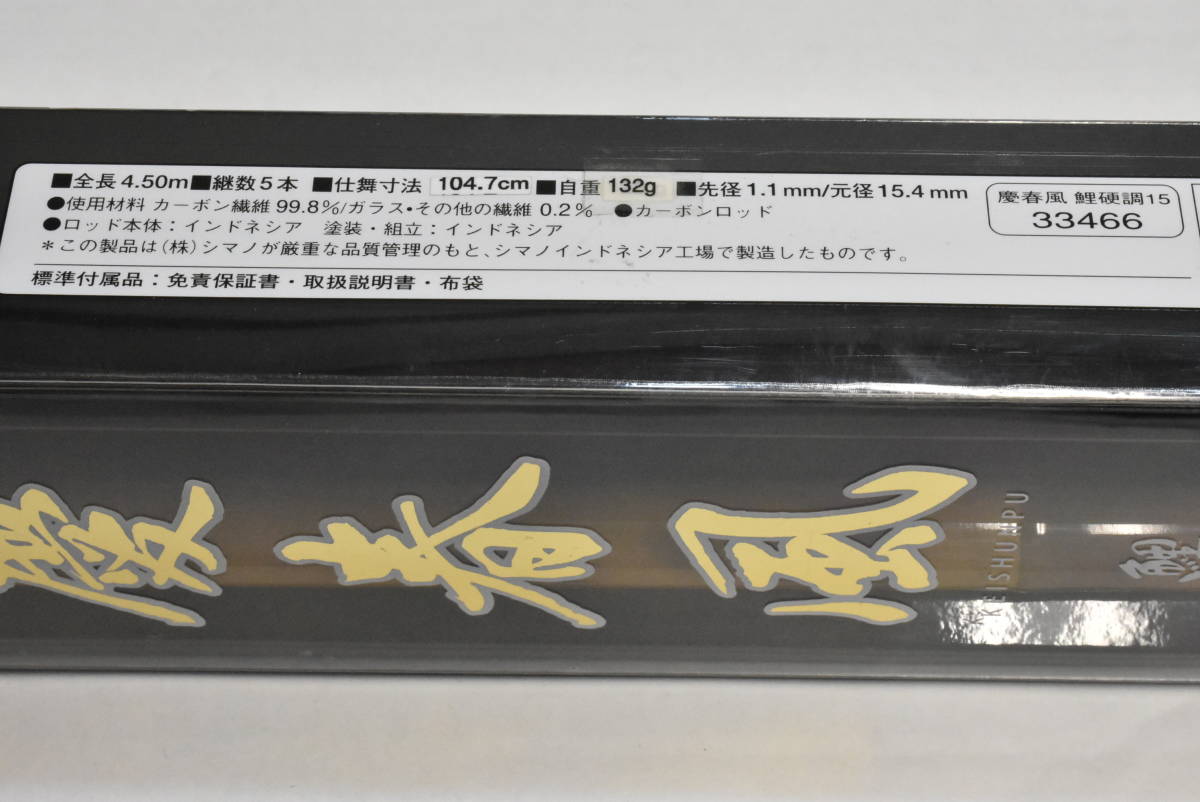 ■全長4.50m■継数5本 ■仕舞寸法 104.7cm ■自重 132g ■先径1.1mm/元径15.4mm
●使用材料 カーボン繊維99.8%/ガラス・その他の繊維0.2% ●カーボンロッド
●ロッド本体：インドネシア 塗装・組立：インドネシア
＊この製品は(株)シマノが厳重な品質管理のもと、シマノインドネシア工場で製造したものです。
標準付属品：免責保証書・取扱説明書・布袋
慶春風 鯉硬調15
33466
慶春風
KEISHUNPU
鯉